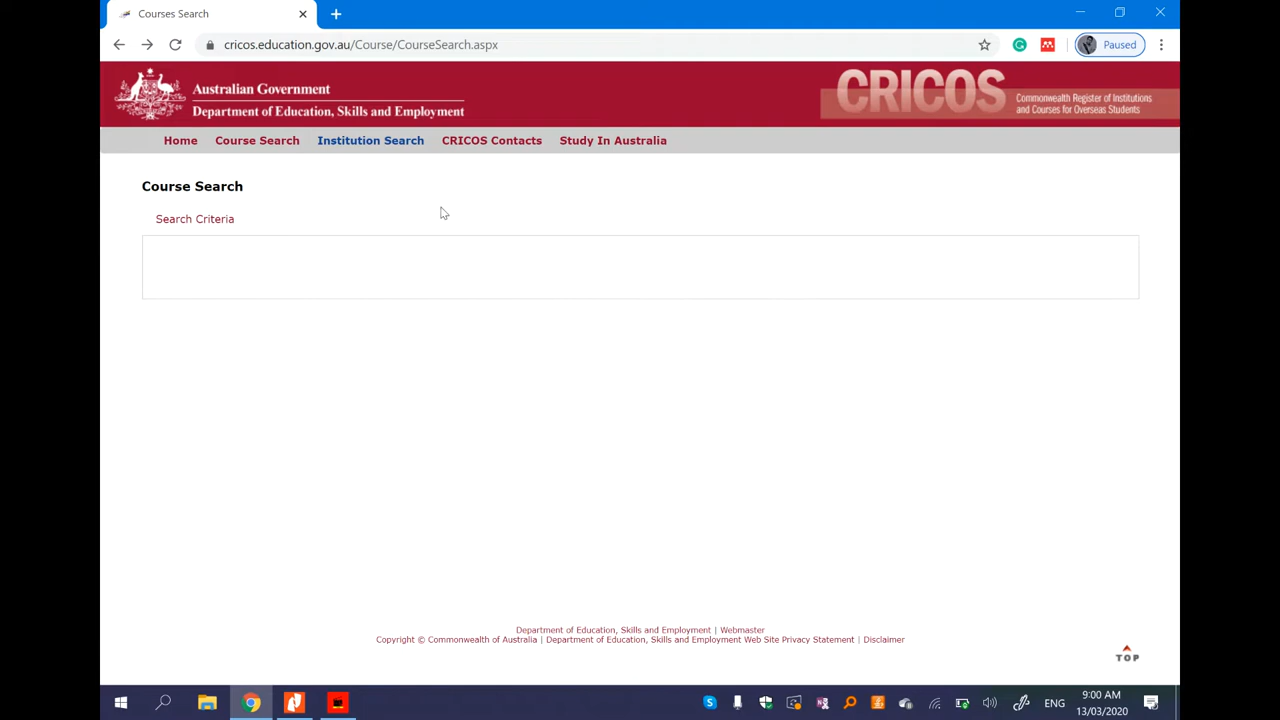 Courses Search
cricos.education.gov.au/Course/CourseSearch.aspx
Paused
Australian Government
Department of Education, Skills and Employment
CRICOS
Commonwealth Register of Institutions
and Courses for Overseas Students
Home Course Search Institution Search CRICOS Contacts Study In Australia
Course Search
Search Criteria
Department of Education, Skills and Employment | Webmaster
Copyright © Commonwealth of Australia | Department of Education, Skills and Employment Web Site Privacy Statement | Disclaimer
TOP
ENG
9:00 AM
13/03/2020